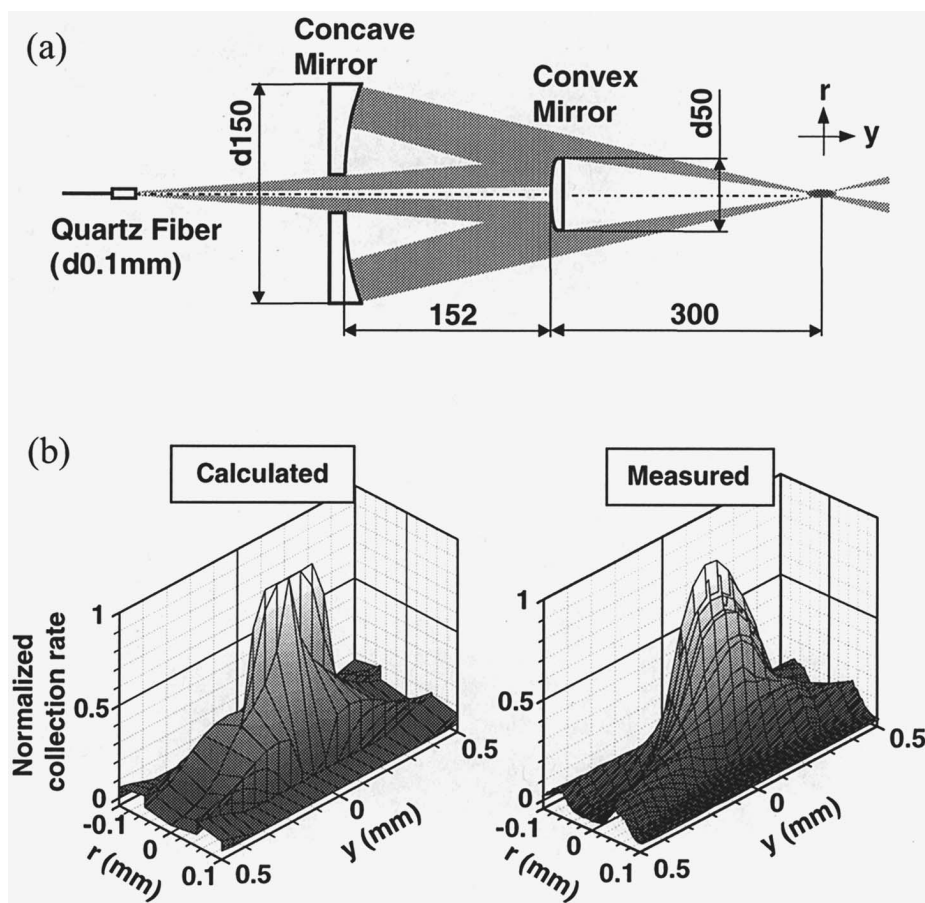 (a)
Concave
Mirror
Convex
Mirror
d150
d50
r
y
Quartz Fiber
(d0.1mm)
152
300
(b)
Calculated
Measured
Normalized
collection rate
1
0.5
0
-0.1
0
0.1
r (mm)
0.5
0
0.5
y (mm)
1
0.5
0
-0.1
0
0.1
r (mm)
0.5
0
0.5
y (mm)